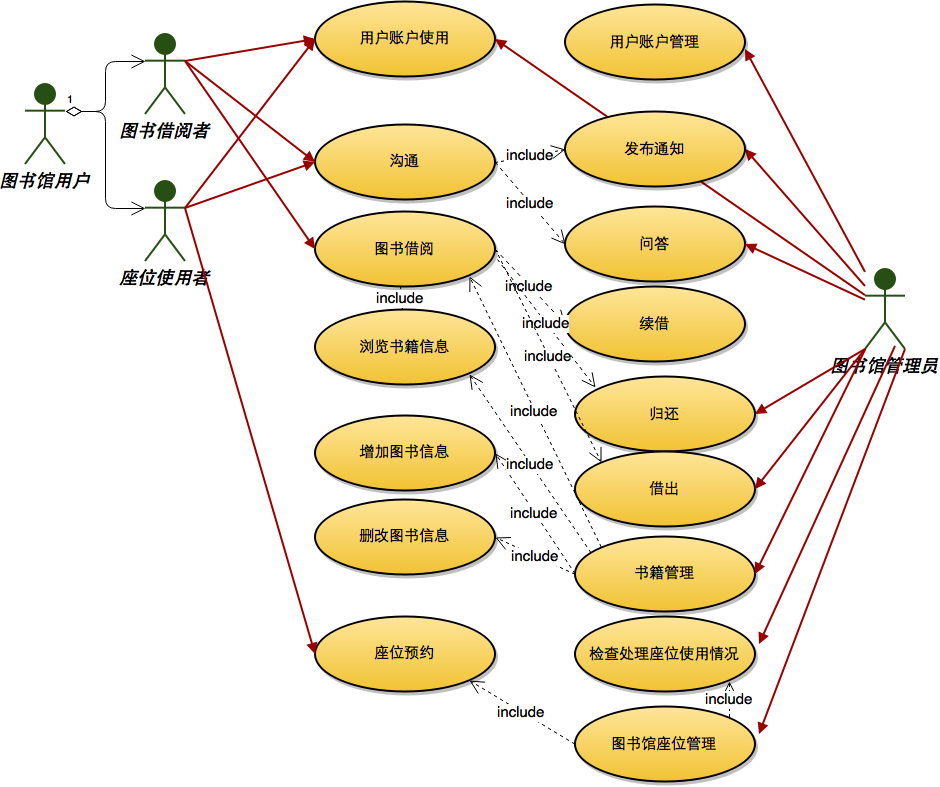 用户账户使用
用户账户管理
1
图书借阅者
图书馆用户
沟通
include
发布通知
include
问答
座位使用者
图书借阅
include
include
include
续借
图书馆管理员
浏览书籍信息
include
归还
include
增加图书信息
include
借出
include
删改图书信息
include
书籍管理
座位预约
检查处理座位使用情况
include
include
图书馆座位管理